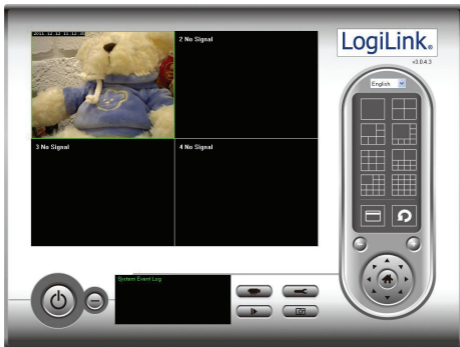 2 No Signal
3 No Signal
4 No Signal
LogiLink®
v3.0.4.3
English
System Event Log